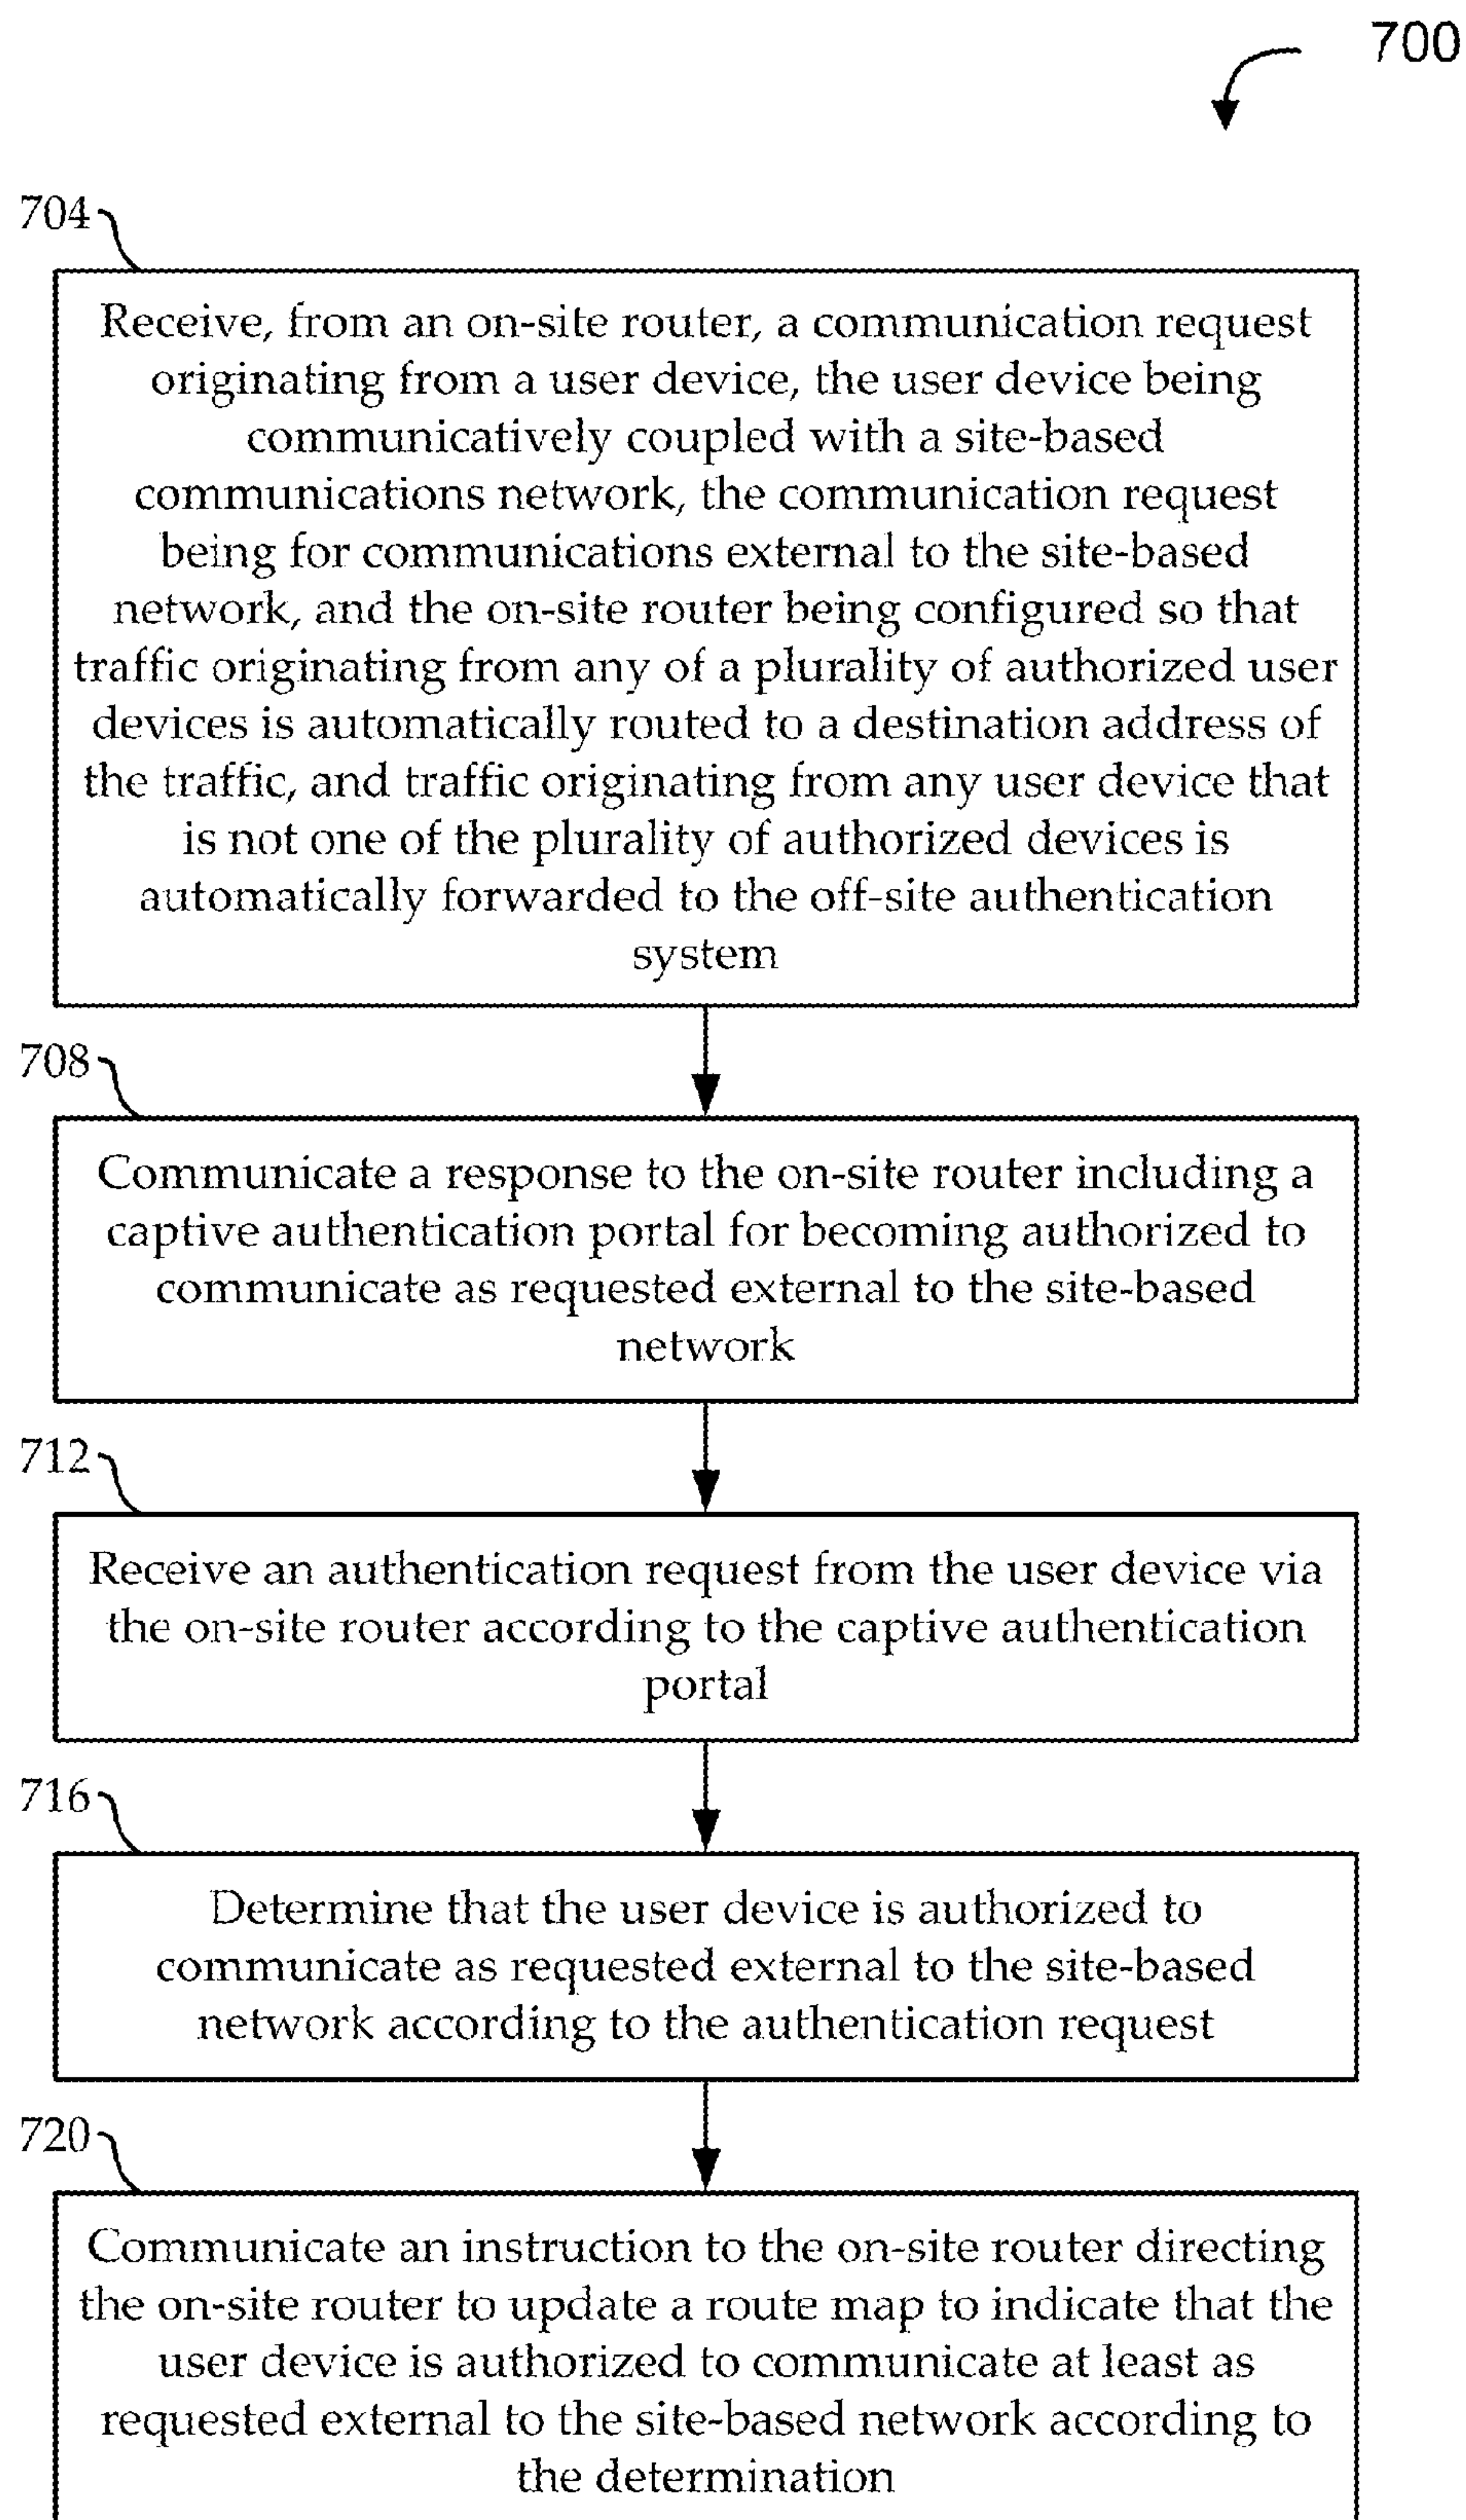 700
704
Receive, from an on-site router, a communication request
originating from a user device, the user device being
communicatively coupled with a site-based
communications network, the communication request
being for communications external to the site-based
network, and the on-site router being configured so that
traffic originating from any of a plurality of authorized user
devices is automatically routed to a destination address of
the traffic, and traffic originating from any user device that
is not one of the plurality of authorized devices is
automatically forwarded to the off-site authentication
system
708
Communicate a response to the on-site router including a
captive authentication portal for becoming authorized to
communicate as requested external to the site-based
network
712
Receive an authentication request from the user device via
the on-site router according to the captive authentication
portal
716
Determine that the user device is authorized to
communicate as requested external to the site-based
network according to the authentication request
720
Communicate an instruction to the on-site router directing
the on-site router to update a route map to indicate that the
user device is authorized to communicate at least as
requested external to the site-based network according to
the determination